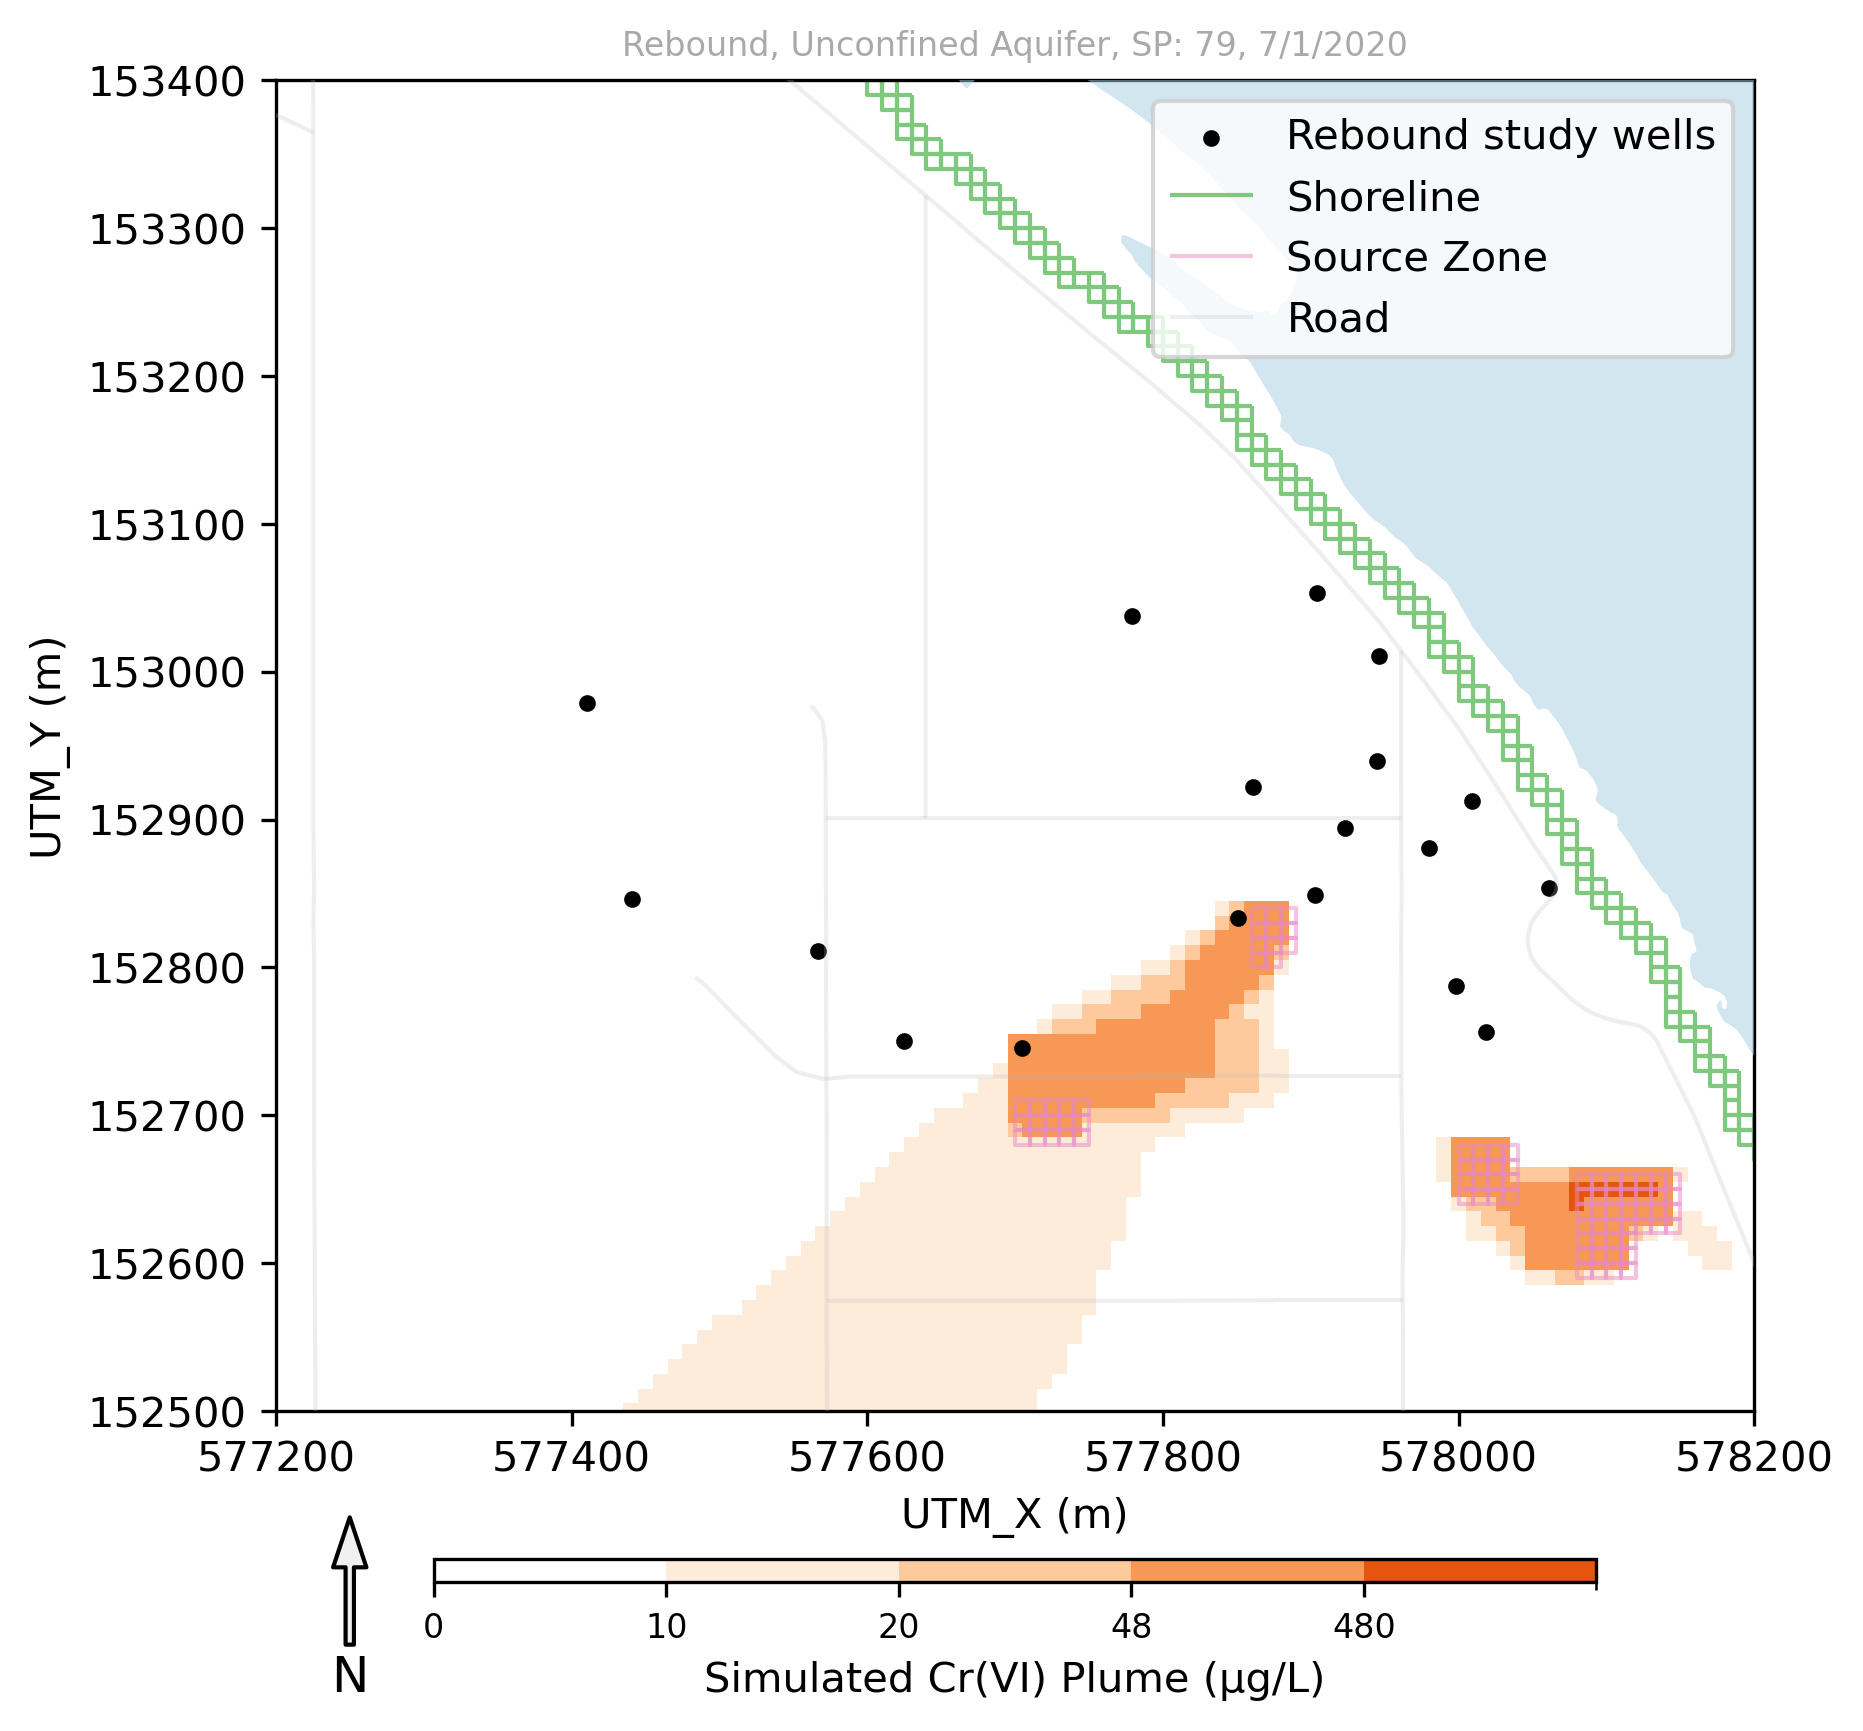 Rebound, Unconfined Aquifer, SP: 79, 7/1/2020
153400
153300
153200
153100
153000
152900
152800
152700
152600
152500
UTM_Y (m)
Rebound study wells
Shoreline
Source Zone
Road
577200 577400 577600 577800 578000 578200
UTM_X (m)
N
0 10 20 48 480
Simulated Cr(VI) Plume (μg/L)